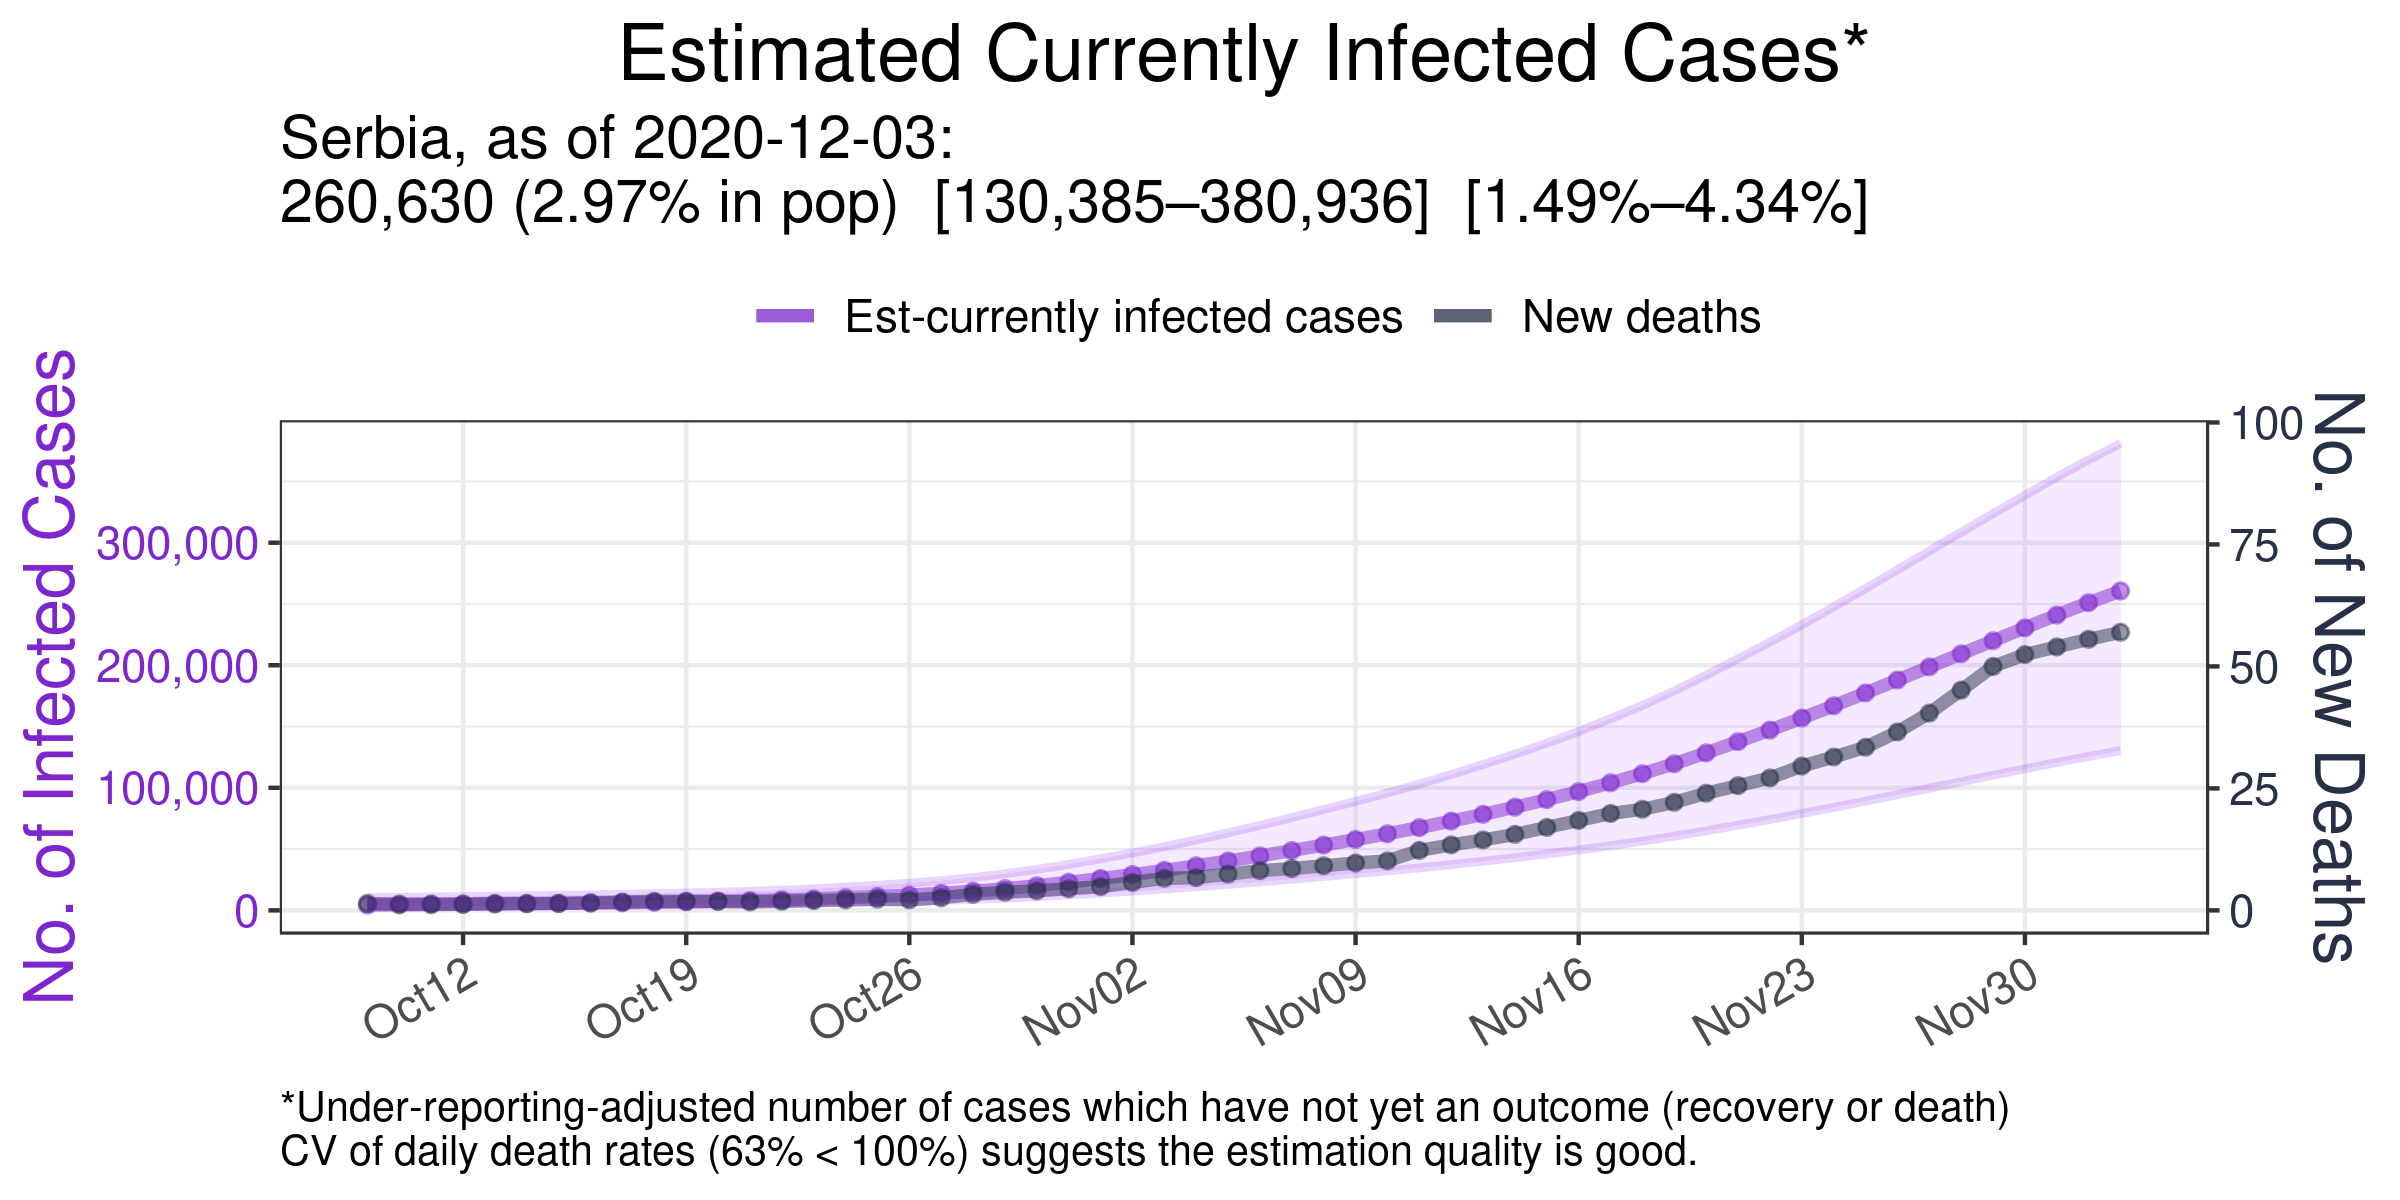 Estimated Currently Infected Cases*
Serbia, as of 2020-12-03:
260,630 (2.97% in pop)  [130,385–380,936]  [1.49%–4.34%]
Est-currently infected cases
New deaths
No. of Infected Cases
300,000
200,000
100,000
0
100
75
50
25
0
No. of New Deaths
Oct12
Oct19
Oct26
Nov02
Nov09
Nov16
Nov23
Nov30
*Under-reporting-adjusted number of cases which have not yet an outcome (recovery or death)
CV of daily death rates (63% < 100%) suggests the estimation quality is good.